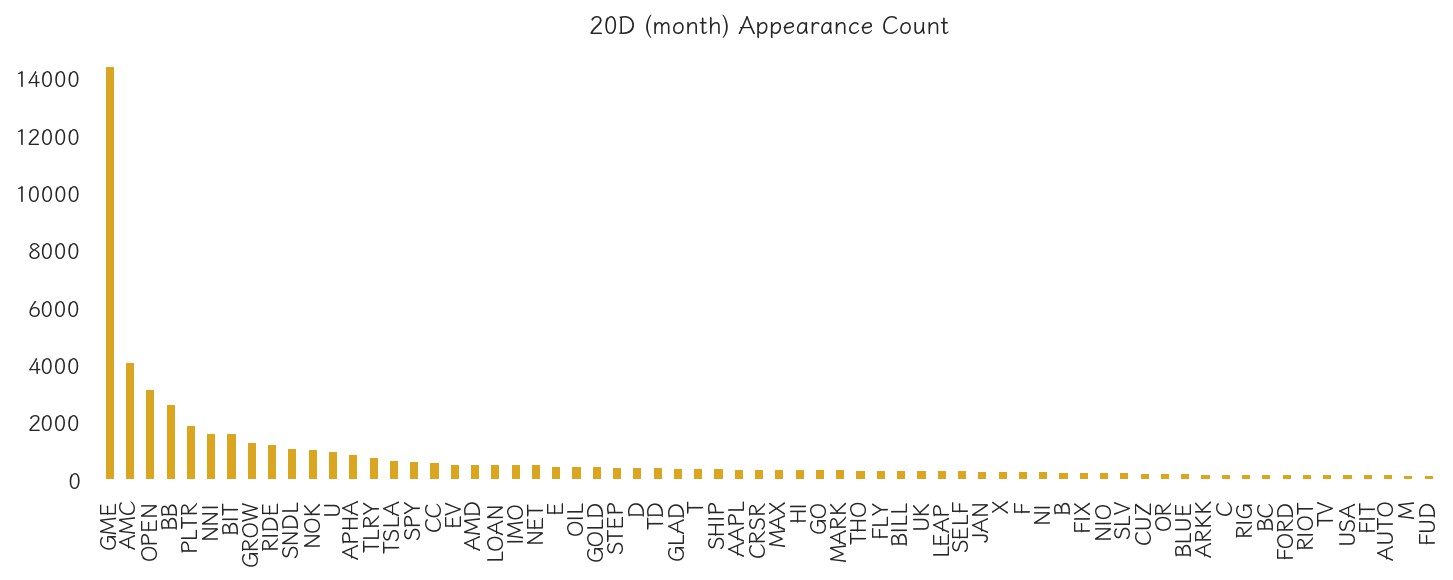 20D (month) Appearance Count
14000
12000
10000
8000
6000
4000
2000
0
GME
AMC
OPEN
BB
PLTR
NNI
BIT
GROW
RIDE
SNDL
NOK
U
APHA
TLRY
TSLA
SPY
CC
EV
AMD
LOAN
IMO
NET
E
OIL
GOLD
STEP
D
TD
GLAD
T
SHIP
AAPL
CRSR
MAX
HI
GO
MARK
THO
FLY
BILL
UK
LEAP
SELF
JAN
X
F
NI
B
FIX
NIO
SLV
CUZ
OR
BLUE
ARKK
C
RIG
BC
FORD
RIOT
TV
USA
FIT
AUTO
M
FUD